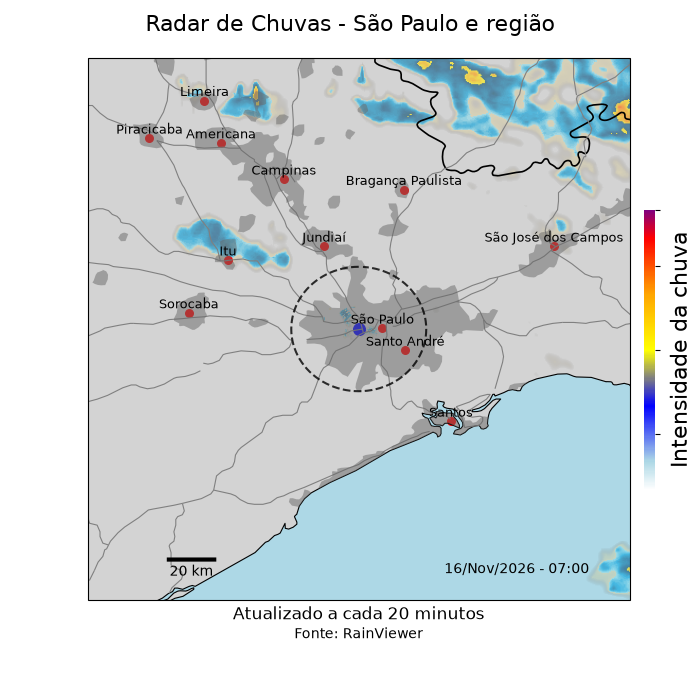 Radar de Chuvas - São Paulo e região
Limeira
Piracicaba
Americana
Campinas
Bragança Paulista
Itu
Jundiaí
São José dos Campos
Sorocaba
São Paulo
Santo André
Santos
Intensidade da chuva
20 km
16/Nov/2026 - 07:00
Atualizado a cada 20 minutos
Fonte: RainViewer